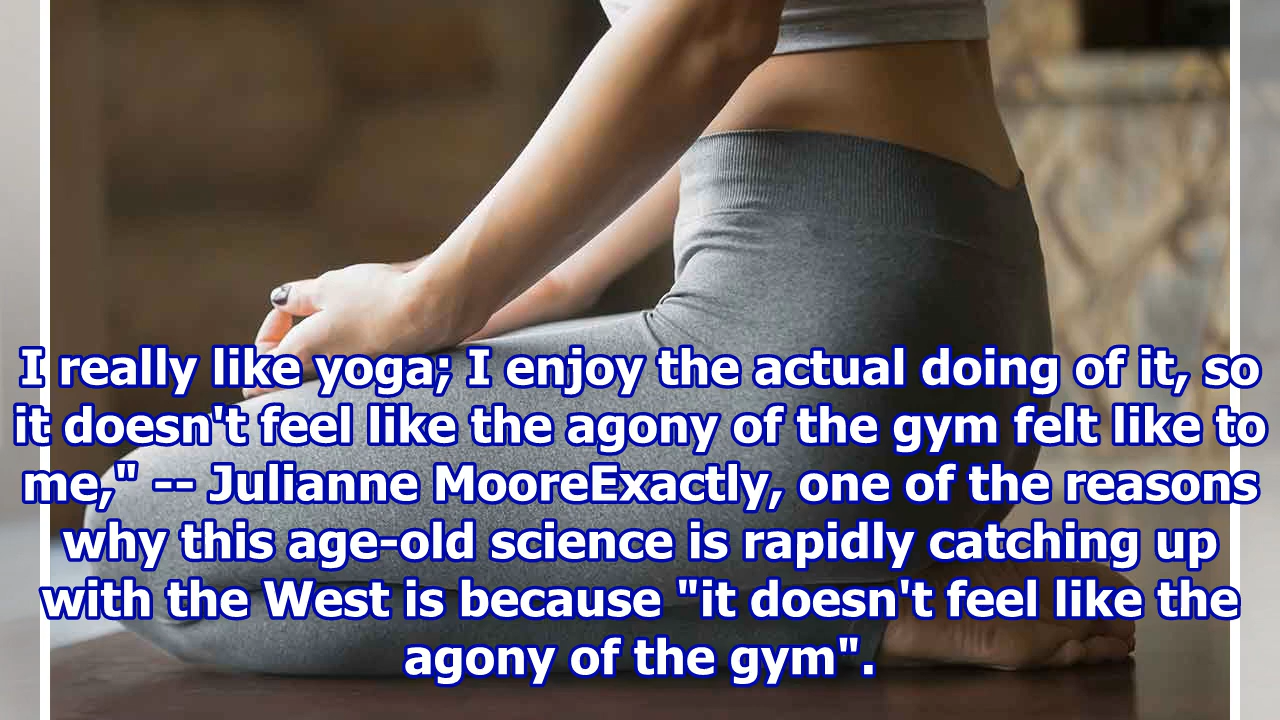 I really like yoga; I enjoy the actual doing of it, so
it doesn't feel like the agony of the gym felt like to
me," -- Julianne MooreExactly, one of the reasons
why this age-old science is rapidly catching up
with the West is because "it doesn't feel like the
agony of the gym".